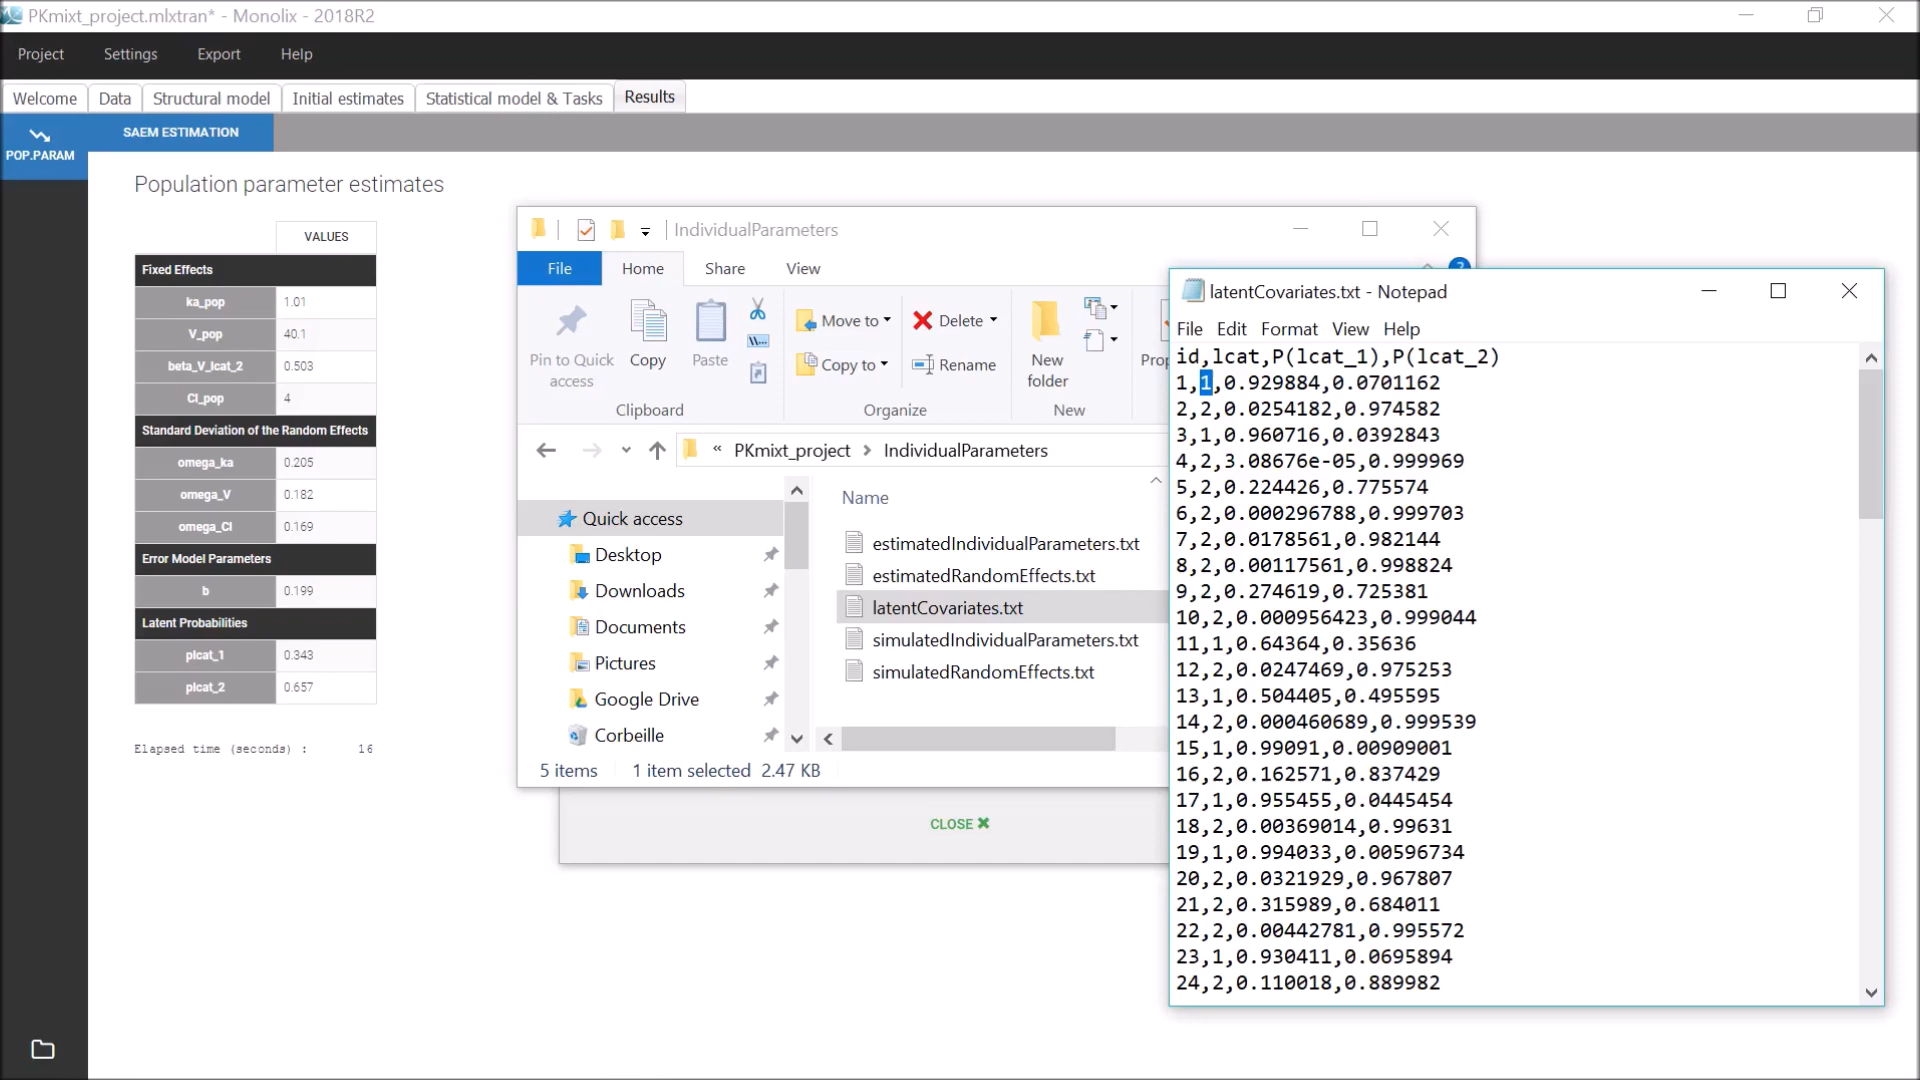 PKmixt_project.mlxtran* - Monolix - 2018R2
Project Settings Export Help
Welcome Data Structural model Initial estimates Statistical model & Tasks Results
POP.PARAM
SAEM ESTIMATION
Population parameter estimates
VALUES
Fixed Effects
ka_pop 1.01
V_pop 40.1
beta_V_lcat_2 0.503
Cl_pop 4
Standard Deviation of the Random Effects
omega_ka 0.205
omega_V 0.182
omega_Cl 0.169
Error Model Parameters
b 0.199
Latent Probabilities
plcat_1 0.343
plcat_2 0.657
Elapsed time (seconds) : 16
IndividualParameters
File Home Share View
Pin to Quick access
Copy
Paste
Clipboard
Move to
Copy to
Delete
Rename
Organize
New folder
New
« PKmixt_project > IndividualParameters
Quick access
Desktop
Downloads
Documents
Pictures
Google Drive
Corbeille
Name
estimatedIndividualParameters.txt
estimatedRandomEffects.txt
latentCovariates.txt
simulatedIndividualParameters.txt
simulatedRandomEffects.txt
5 items 1 item selected 2.47 KB
CLOSE
latentCovariates.txt - Notepad
File Edit Format View Help
id,lcat,P(lcat_1),P(lcat_2)
1,1,0.929884,0.0701162
2,2,0.0254182,0.974582
3,1,0.960716,0.0392843
4,2,3.08676e-05,0.999969
5,2,0.224426,0.775574
6,2,0.000296788,0.999703
7,2,0.0178561,0.982144
8,2,0.00117561,0.998824
9,2,0.274619,0.725381
10,2,0.000956423,0.999044
11,1,0.64364,0.35636
12,2,0.0247469,0.975253
13,1,0.504405,0.495595
14,2,0.000460689,0.999539
15,1,0.99091,0.00909001
16,2,0.162571,0.837429
17,1,0.955455,0.0445454
18,2,0.00369014,0.99631
19,1,0.994033,0.00596734
20,2,0.0321929,0.967807
21,2,0.315989,0.684011
22,2,0.00442781,0.995572
23,1,0.930411,0.0695894
24,2,0.110018,0.889982